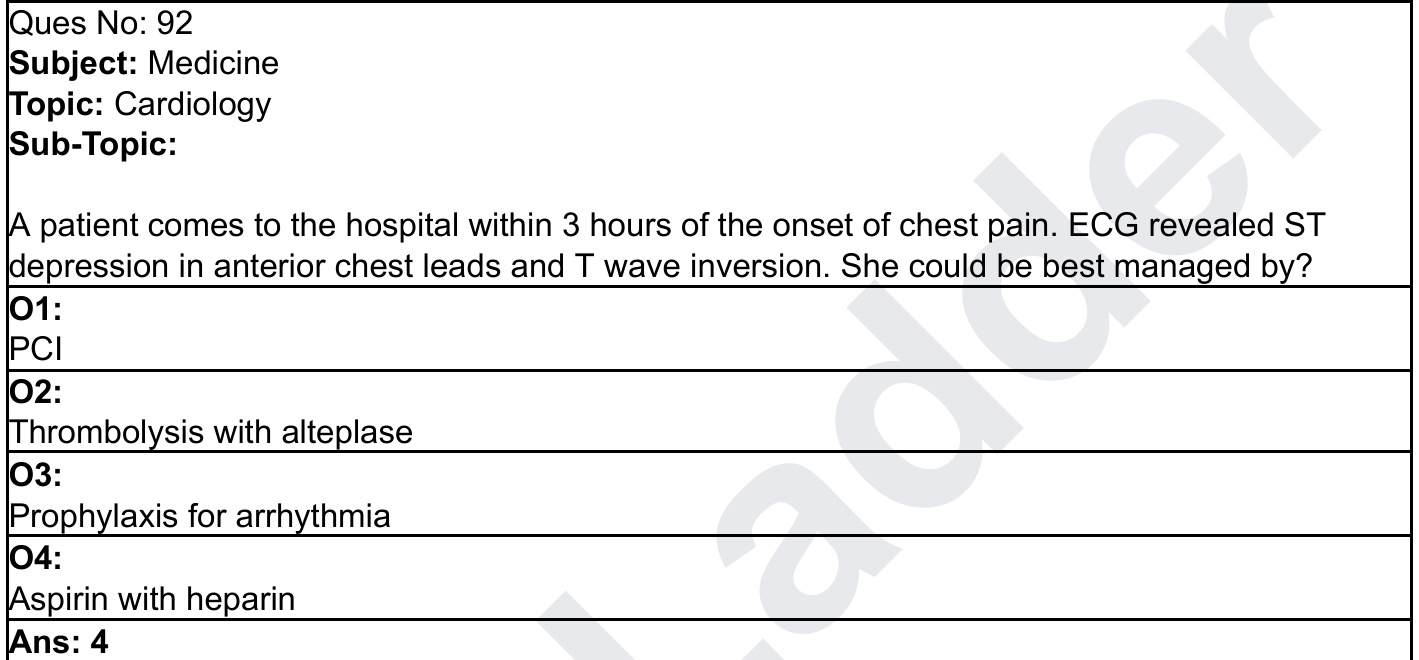 Ques No: 92
Subject: Medicine
Topic: Cardiology
Sub-Topic:
A patient comes to the hospital within 3 hours of the onset of chest pain. ECG revealed ST
depression in anterior chest leads and T wave inversion. She could be best managed by?
O1:
PCI
O2:
Thrombolysis with alteplase
O3:
Prophylaxis for arrhythmia
O4:
Aspirin with heparin
Ans: 4
Ladder